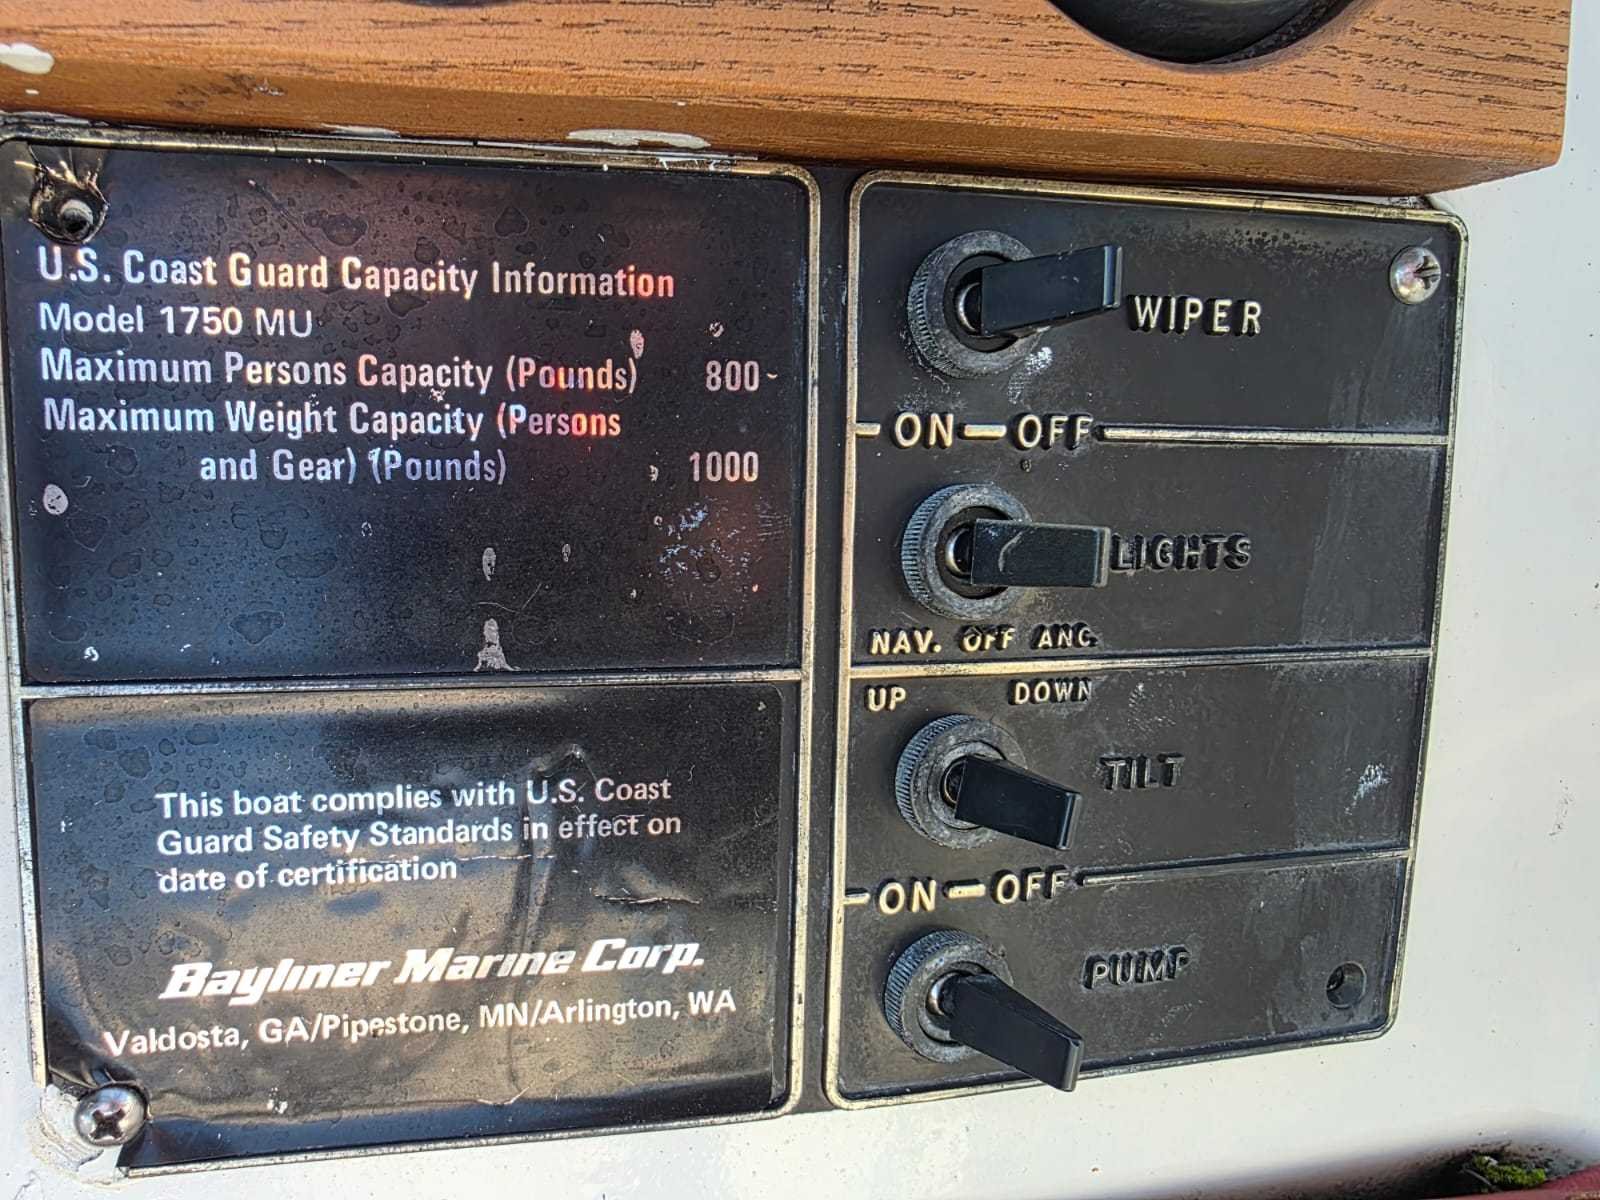 U.S. Coast Guard Capacity Information
Model 1750 MU
Maximum Persons Capacity (Pounds) 800
Maximum Weight Capacity (Persons
and Gear) (Pounds) 1000
This boat complies with U.S. Coast
Guard Safety Standards in effect on
date of certification
Bayliner Marine Corp.
Valdosta, GA/Pipestone, MN/Arlington, WA
WIPER
ON OFF
LIGHTS
NAV. OFF ANC.
UP DOWN
TILT
ON OFF
PUMP